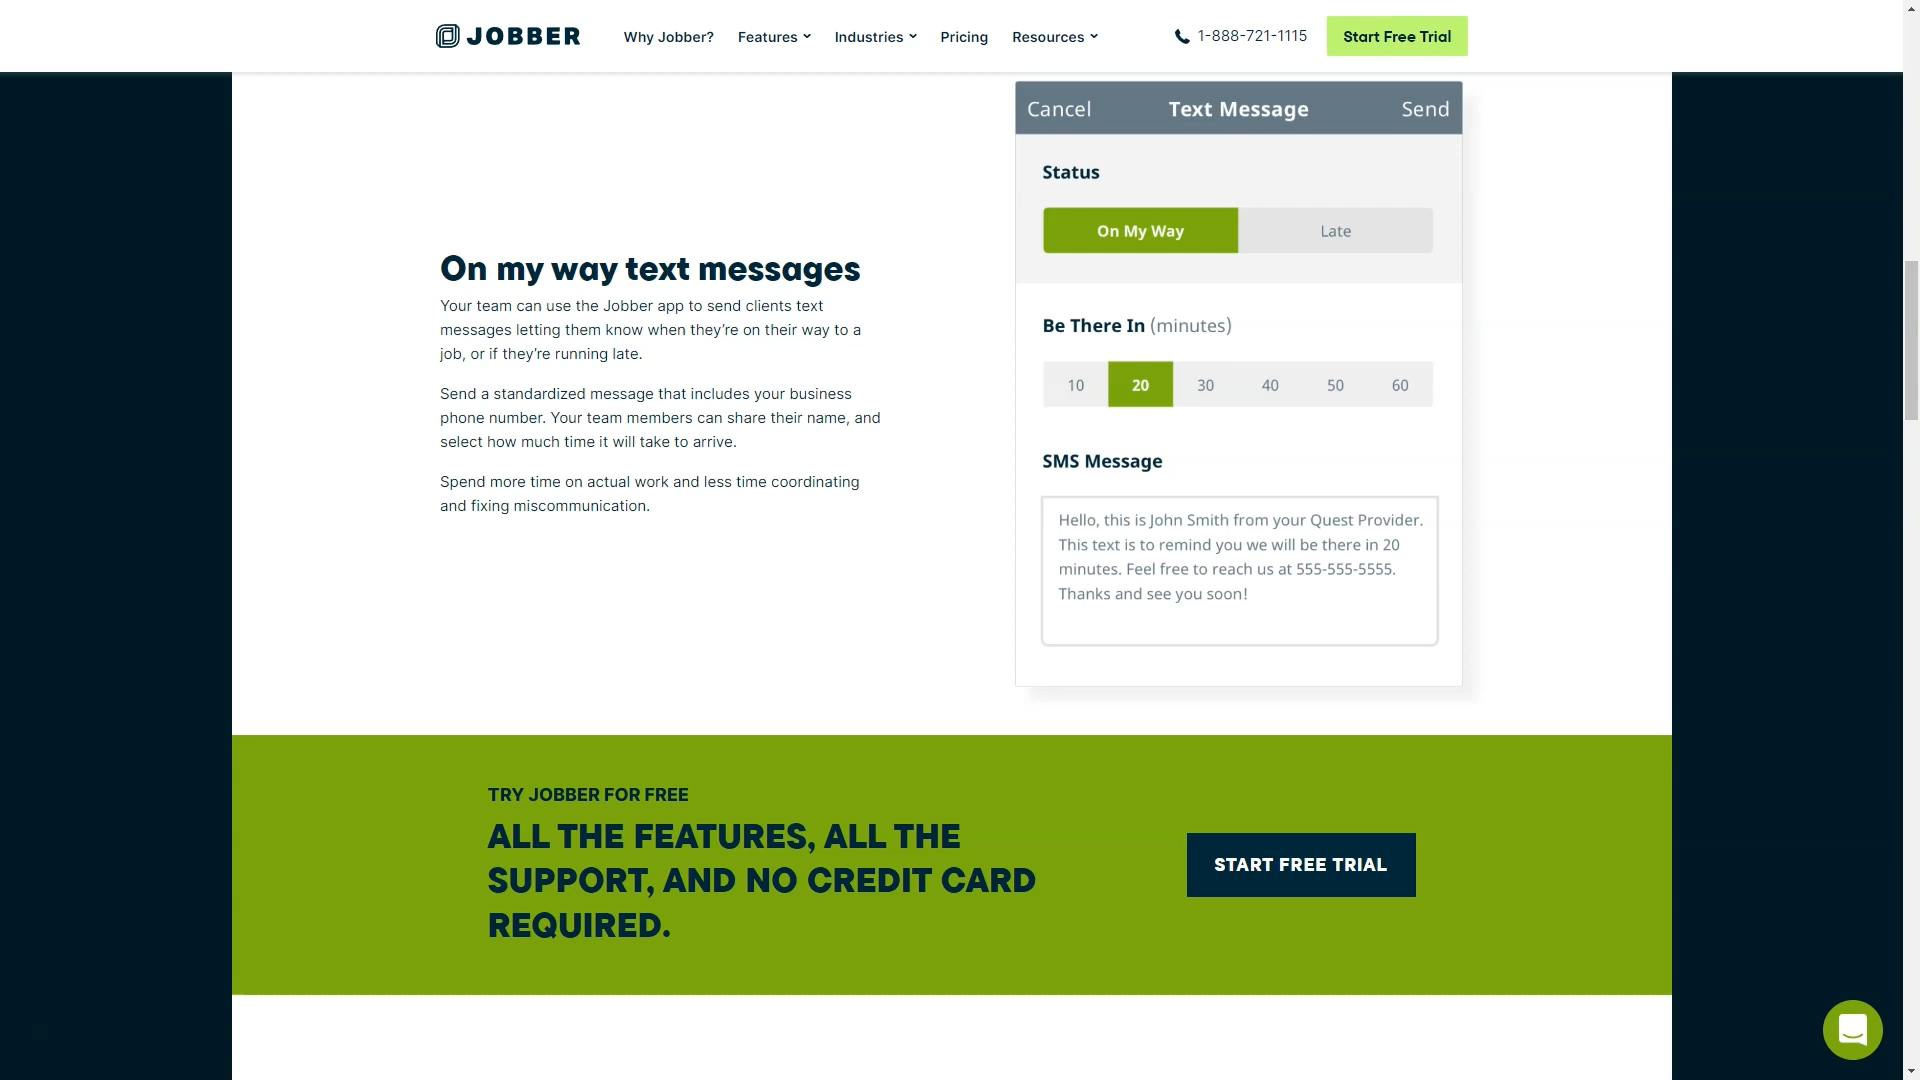 JOBBER
Why Jobber?
Features
Industries
Pricing
Resources
1-888-721-1115
Start Free Trial
On my way text messages
Your team can use the Jobber app to send clients text
messages letting them know when they’re on their way to a
job, or if they’re running late.
Send a standardized message that includes your business
phone number. Your team members can share their name, and
select how much time it will take to arrive.
Spend more time on actual work and less time coordinating
and fixing miscommunication.
Cancel
Text Message
Send
Status
On My Way
Late
Be There In (minutes)
10
20
30
40
50
60
SMS Message
Hello, this is John Smith from your Quest Provider.
This text is to remind you we will be there in 20
minutes. Feel free to reach us at 555-555-5555.
Thanks and see you soon!
TRY JOBBER FOR FREE
ALL THE FEATURES, ALL THE
SUPPORT, AND NO CREDIT CARD
REQUIRED.
START FREE TRIAL